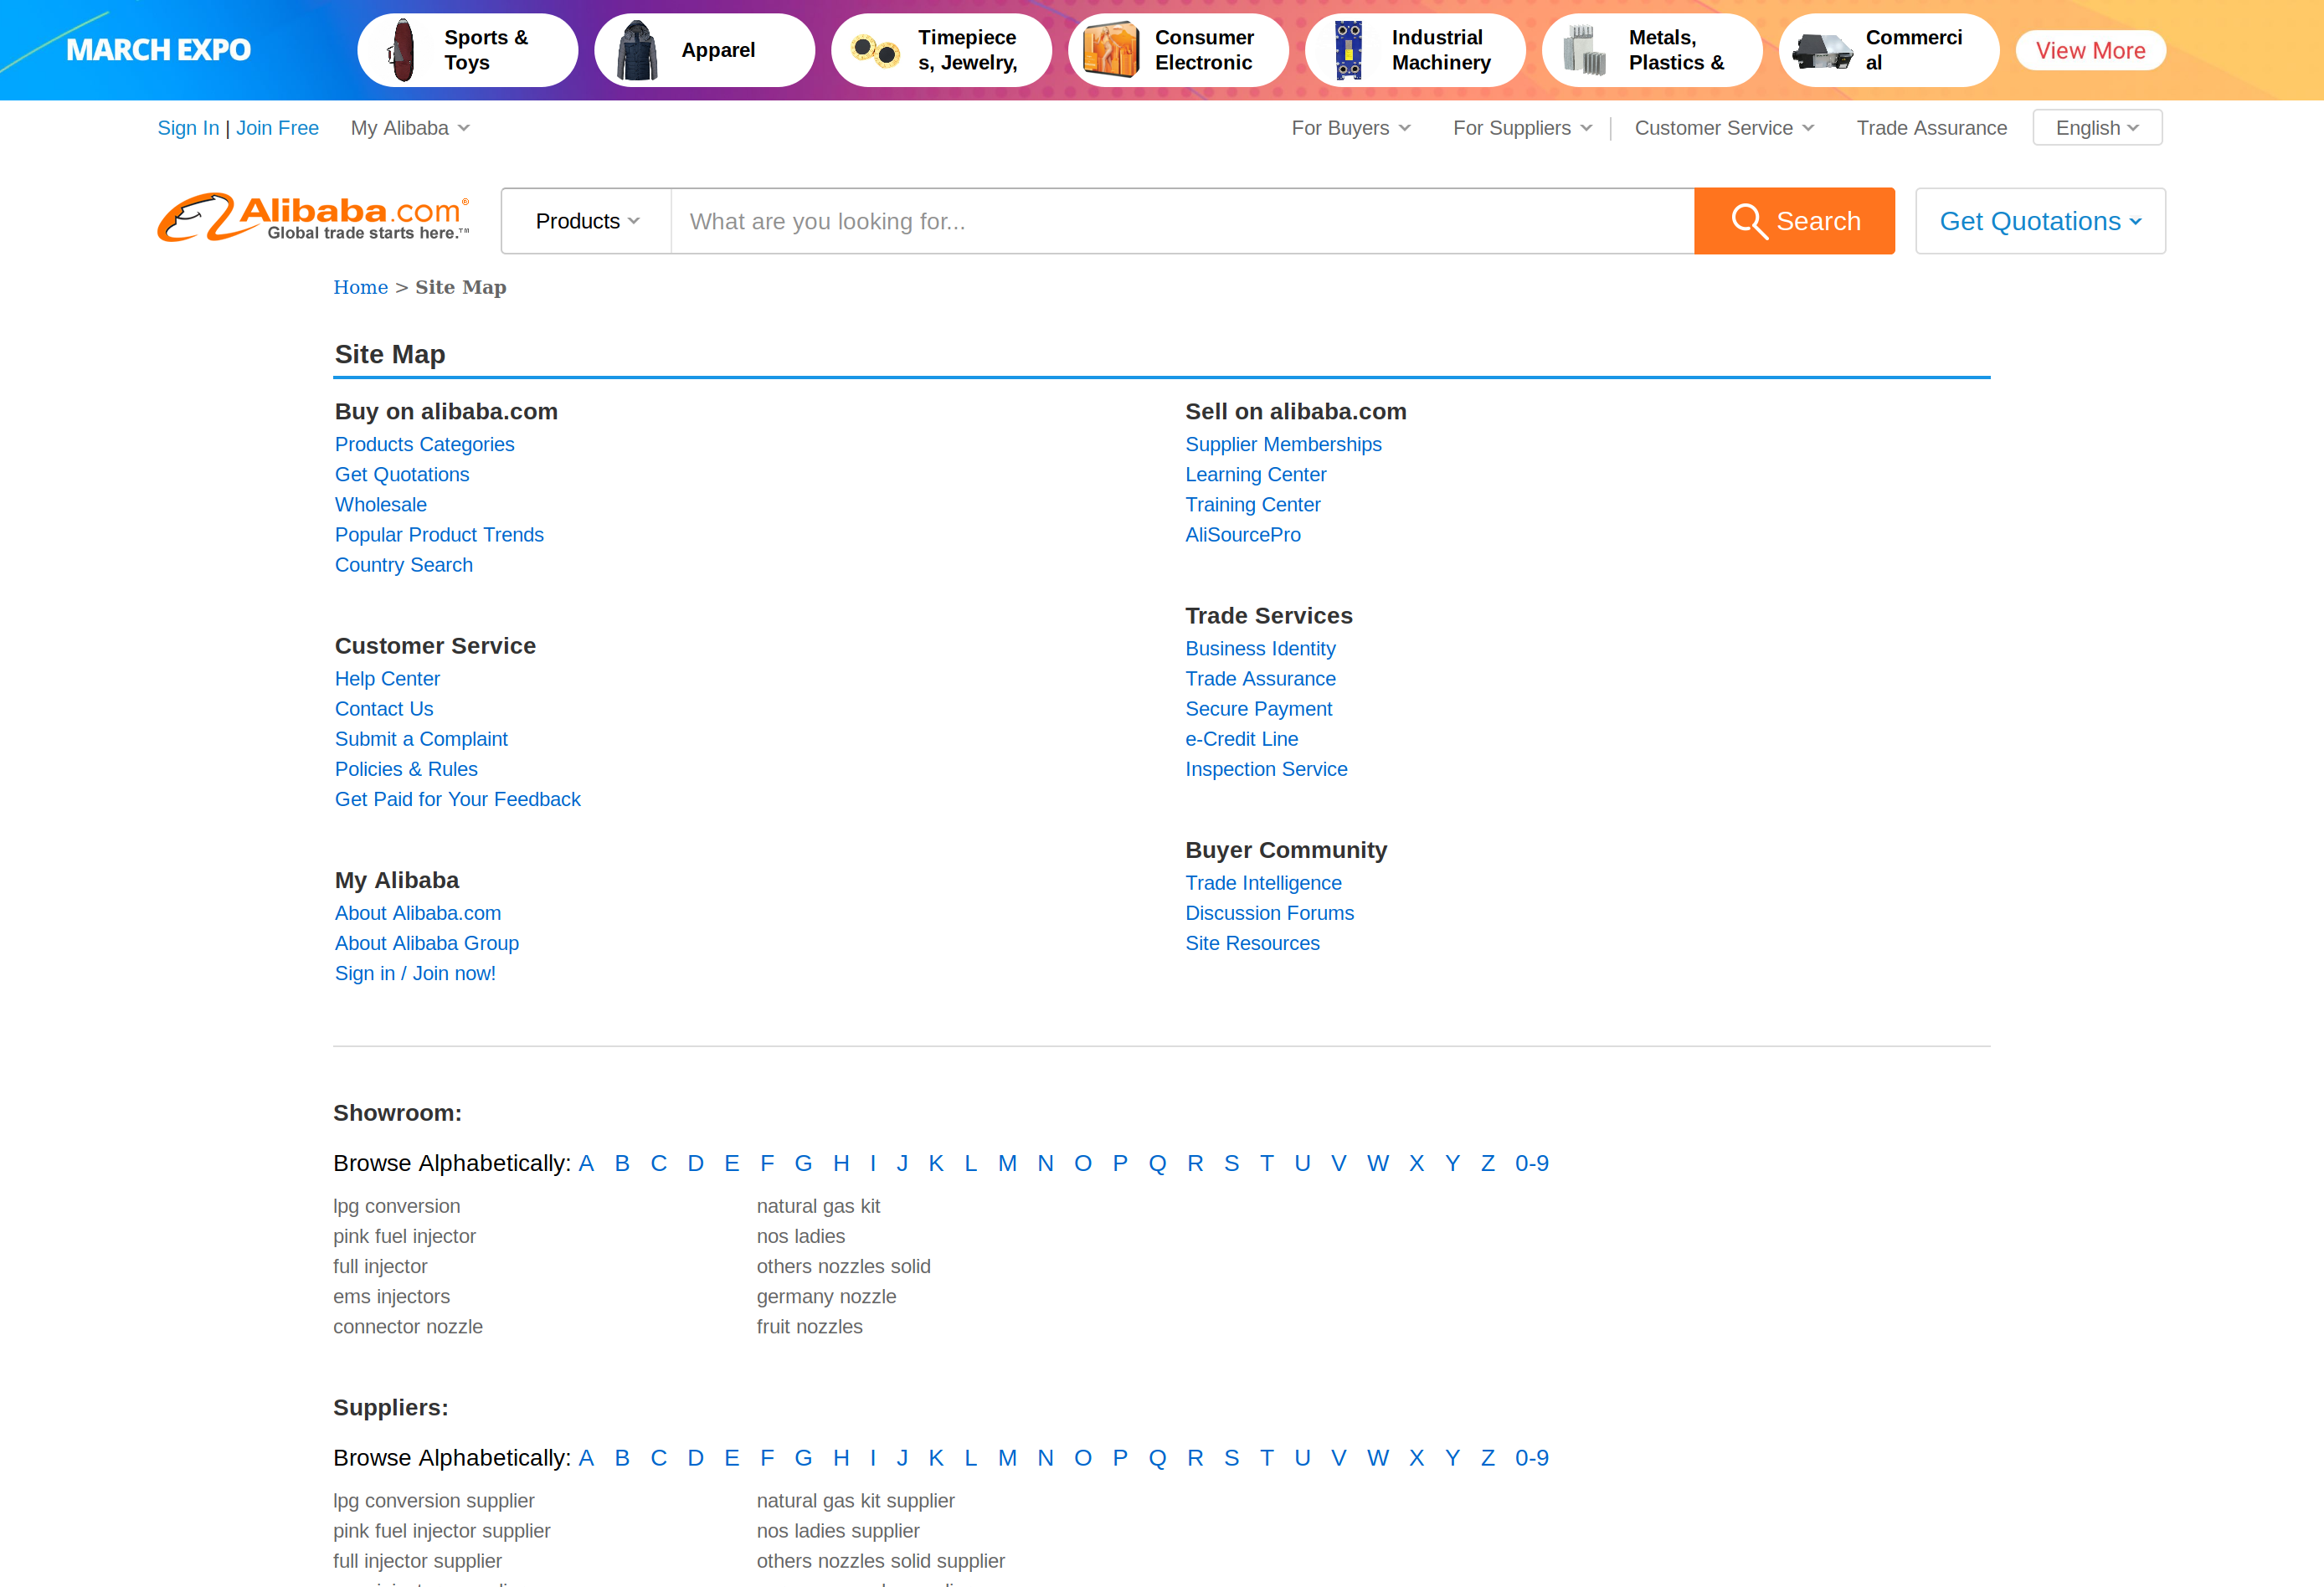 MARCH EXPO
Sports &
Toys
Apparel
Timepiece
s, Jewelry,
Consumer
Electronic
Industrial
Machinery
Metals,
Plastics &
Commerci
al
View More
Sign In | Join Free My Alibaba
For Buyers For Suppliers Customer Service Trade Assurance English
Alibaba.com®
Global trade starts here.™
Products What are you looking for... Search Get Quotations
Home > Site Map
Site Map
Buy on alibaba.com
Products Categories
Get Quotations
Wholesale
Popular Product Trends
Country Search
Customer Service
Help Center
Contact Us
Submit a Complaint
Policies & Rules
Get Paid for Your Feedback
My Alibaba
About Alibaba.com
About Alibaba Group
Sign in / Join now!
Sell on alibaba.com
Supplier Memberships
Learning Center
Training Center
AliSourcePro
Trade Services
Business Identity
Trade Assurance
Secure Payment
e-Credit Line
Inspection Service
Buyer Community
Trade Intelligence
Discussion Forums
Site Resources
Showroom:
Browse Alphabetically: A B C D E F G H I J K L M N O P Q R S T U V W X Y Z 0-9
lpg conversion natural gas kit
pink fuel injector nos ladies
full injector others nozzles solid
ems injectors germany nozzle
connector nozzle fruit nozzles
Suppliers:
Browse Alphabetically: A B C D E F G H I J K L M N O P Q R S T U V W X Y Z 0-9
lpg conversion supplier natural gas kit supplier
pink fuel injector supplier nos ladies supplier
full injector supplier others nozzles solid supplier